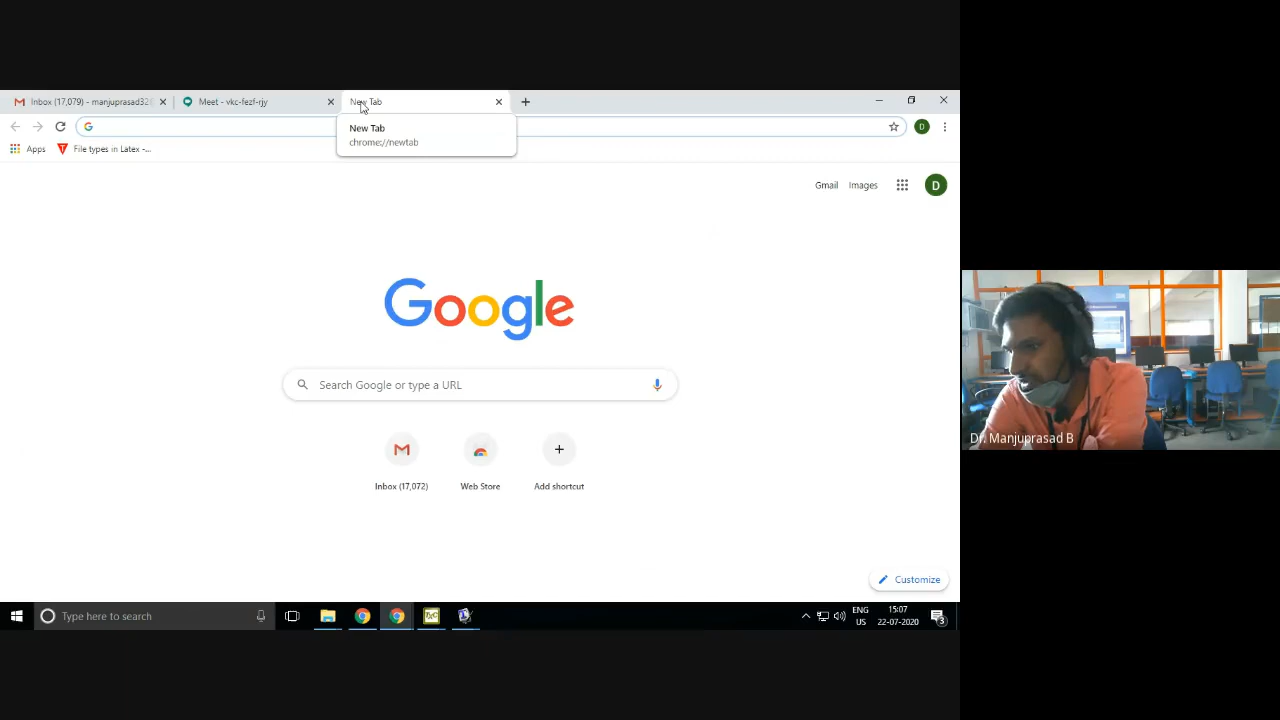 Inbox (17,079) - manjuprasad32
Meet - vkc-fezf-rjy
New Tab
New Tab
chrome://newtab
Apps
File types in Latex -...
Gmail
Images
D
D
Google
Search Google or type a URL
Inbox (17,072)
Web Store
Add shortcut
Customize
Dr. Manjuprasad B
Type here to search
ENG
US
15:07
22-07-2020
3